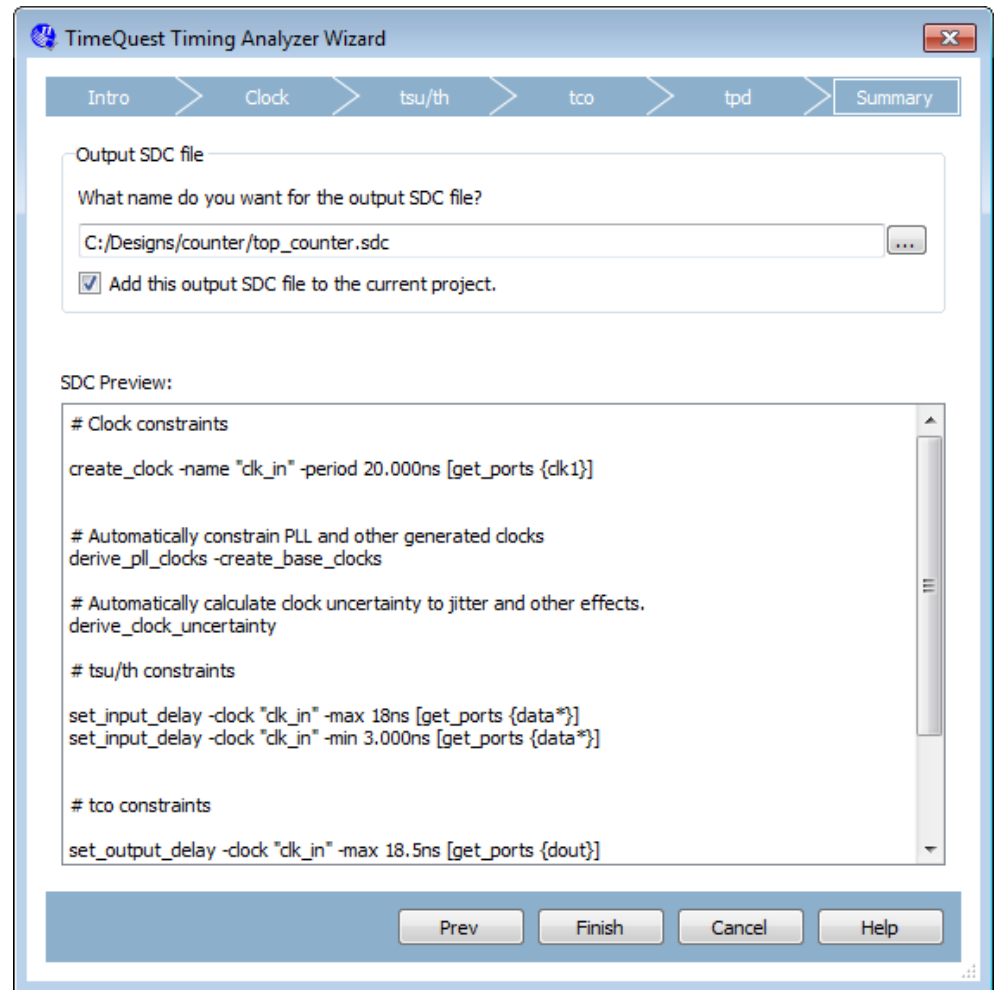 TimeQuest Timing Analyzer Wizard
Intro
Clock
tsu/th
tco
tpd
Summary
Output SDC file
What name do you want for the output SDC file?
C:/Designs/counter/top_counter.sdc
...
Add this output SDC file to the current project.
SDC Preview:
# Clock constraints
create_clock -name "clk_in" -period 20.000ns [get_ports {clk1}]
# Automatically constrain PLL and other generated clocks
derive_pll_clocks -create_base_clocks
# Automatically calculate clock uncertainty to jitter and other effects.
derive_clock_uncertainty
# tsu/th constraints
set_input_delay -clock "clk_in" -max 18ns [get_ports {data*}]
set_input_delay -clock "clk_in" -min 3.000ns [get_ports {data*}]
# tco constraints
set_output_delay -clock "clk_in" -max 18.5ns [get_ports {dout}]
Prev
Finish
Cancel
Help